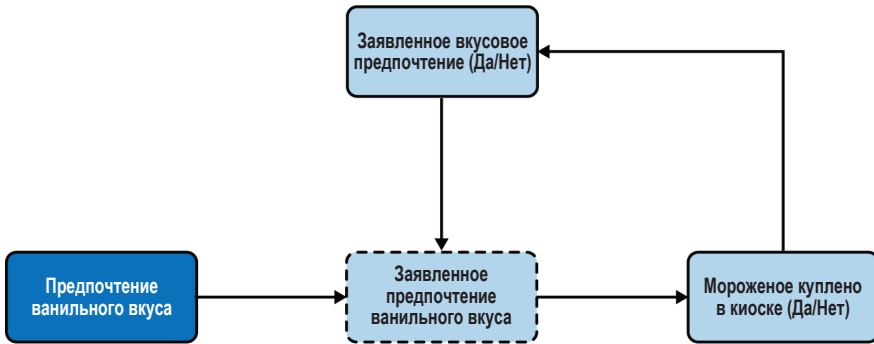 Заявленное вкусовое
предпочтение (Да/Нет)
Предпочтение
ванильного вкуса
Заявленное
предпочтение
ванильного вкуса
Мороженое куплено
в киоске (Да/Нет)